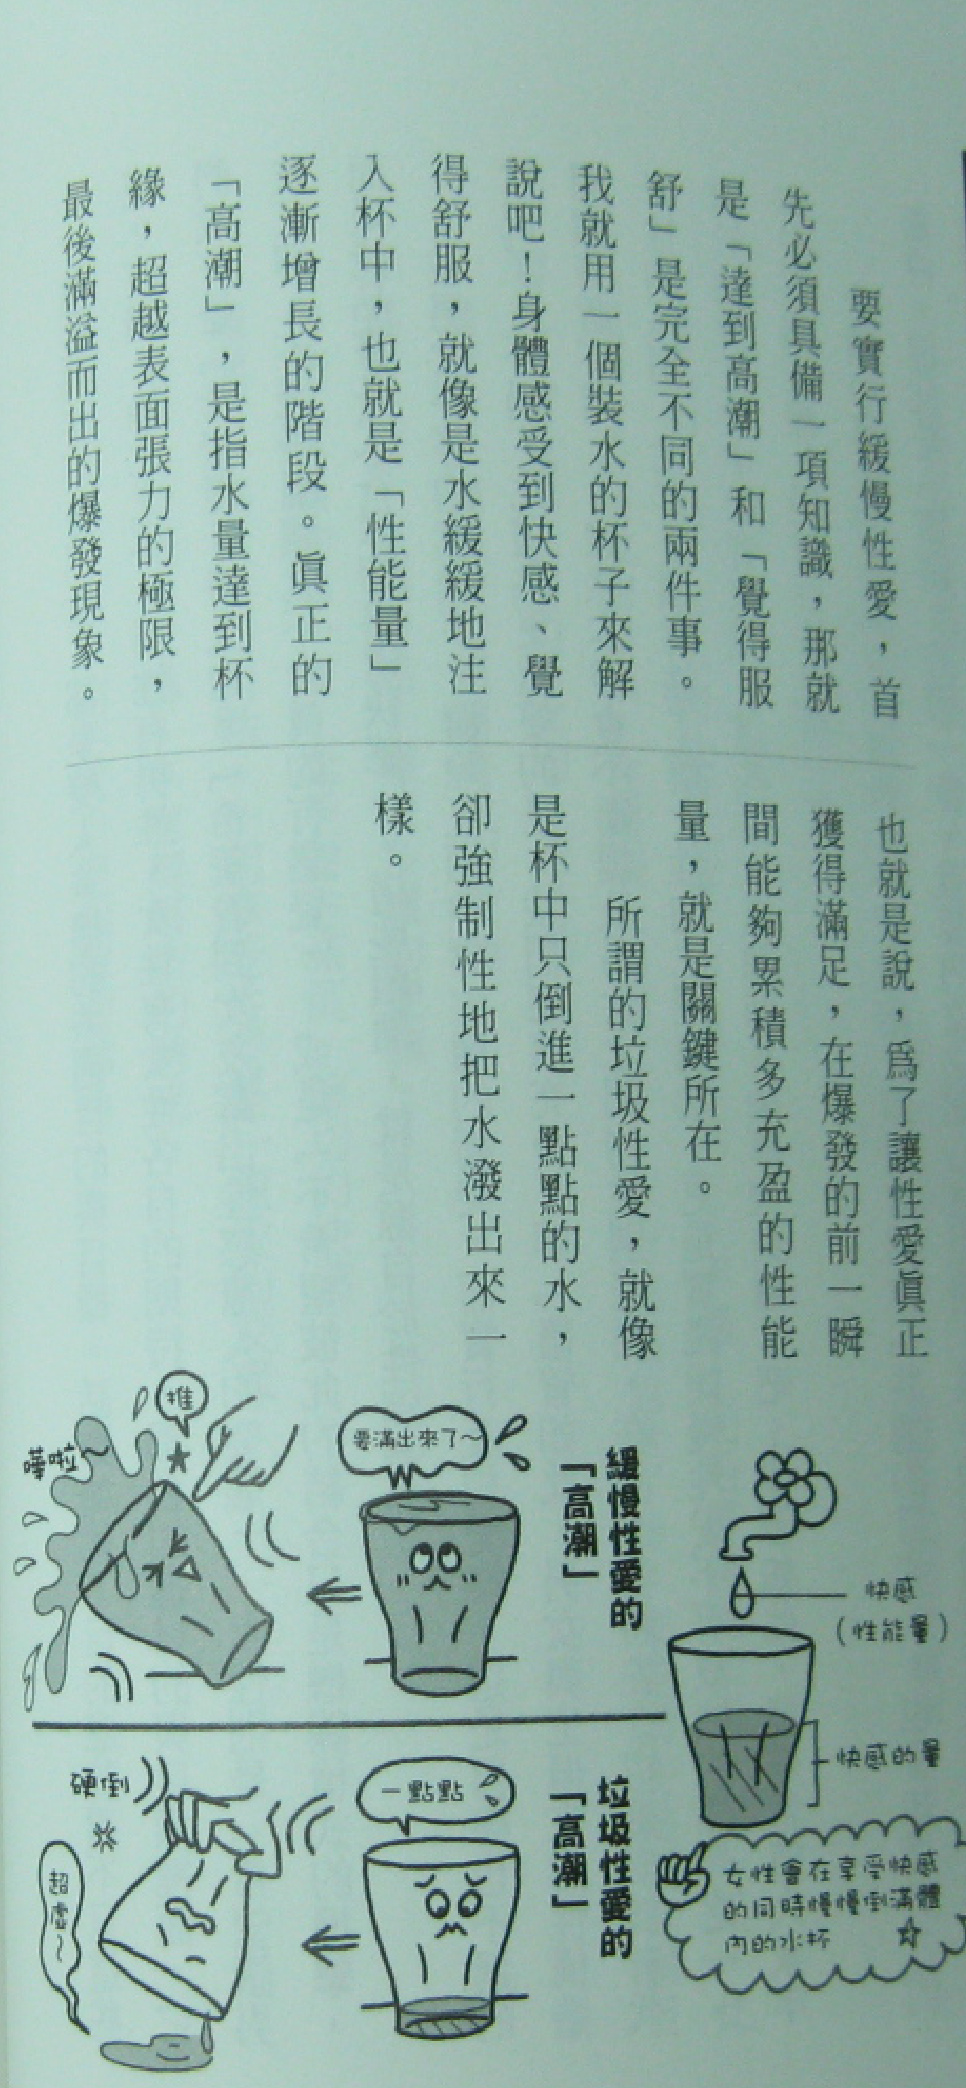 要實行緩慢性愛，首
先必須具備一項知識，那就
是「達到高潮」和「覺得服
舒」是完全不同的兩件事。
我就用一個裝水的杯子來解
說吧！身體感受到快感、覺
得舒服，就像是水緩緩地注
入杯中，也就是「性能量」
逐漸增長的階段。眞正的
「高潮」，是指水量達到杯
緣，超越表面張力的極限，
最後滿溢而出的爆發現象。
也就是說，爲了讓性愛眞正
獲得滿足，在爆發的前一瞬
間能夠累積多充盈的性能
量，就是關鍵所在。
所謂的垃圾性愛，就像
是杯中只倒進一點點的水，
卻強制性地把水潑出來一
樣。
快感
（性能量）
快感的量
女性會在享受快感
的同時慢慢倒滿體
內的水杯
緩慢性愛的
「高潮」
要滿出來了～
推
嘩啦
垃圾性愛的
「高潮」
一點點
硬倒
超虛～